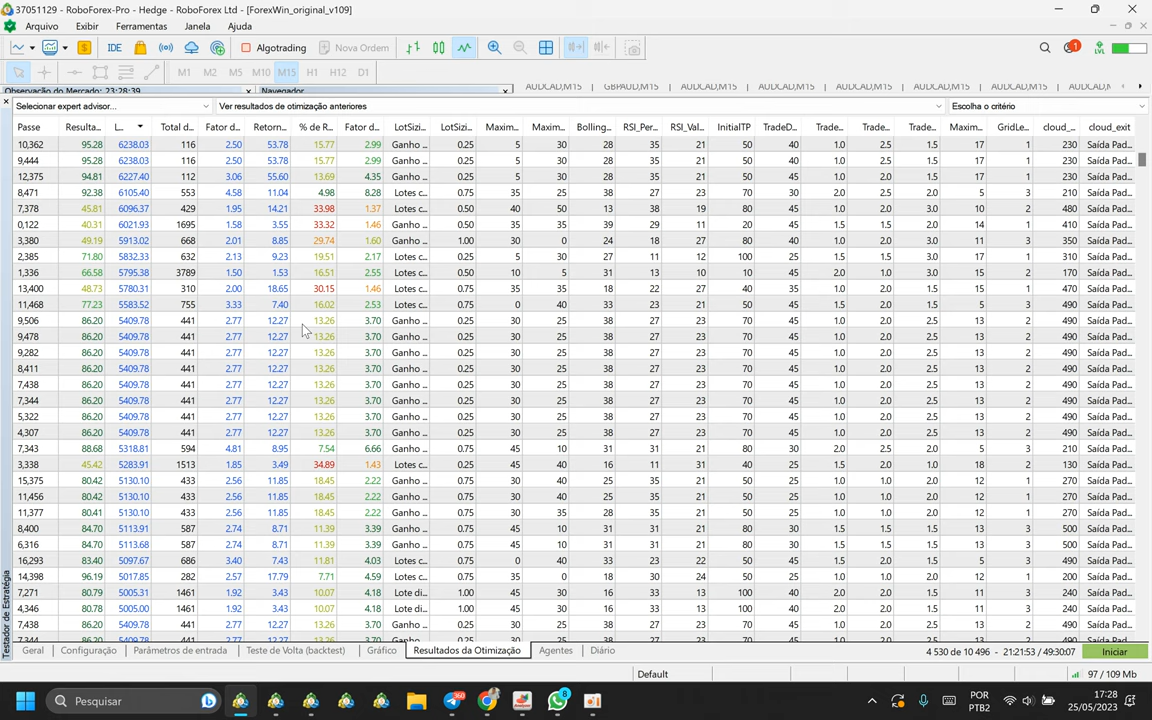 37051129 - RoboForex-Pro - Hedge - RoboForex Ltd - [ForexWin_original_v109]
Arquivo Exibir Ferramentas Janela Ajuda
IDE Algotrading Nova Ordem 1 LVL
M1 M2 M5 M10 M15 H1 H12 D1
Observação do Mercado: 23:28:39 Navegador AUDCAD,M15 GBPAUD,M15 AUDCAD,M15 AUDCAD,M15 AUDCAD,M15 AUDCAD,M15 AUDCAD,M15
Selecionar expert advisor... Ver resultados de otimização anteriores Escolha o critério
Passe Resulta... L... Total d... Fator d... Retorn... % de R... Fator d... LotSizi... LotSizi... Maxim... Maxim... Bolling... RSI_Per... RSI_Val... InitialTP TradeD... Trade... Trade... Trade... Maxim... GridLe... cloud_... cloud_exit
10,362 95.28 6238.03 116 2.50 53.78 15.77 2.99 Ganho ... 0.25 5 30 28 35 21 50 40 1.0 2.5 1.5 17 1 230 Saída Pad...
9,444 95.28 6238.03 116 2.50 53.78 15.77 2.99 Ganho ... 0.25 5 30 28 35 21 50 40 1.0 2.5 1.5 17 1 230 Saída Pad...
12,375 94.81 6227.40 112 3.06 55.60 13.69 4.35 Ganho ... 0.25 5 30 28 35 21 50 45 1.0 2.5 1.5 17 1 230 Saída Pad...
8,471 92.38 6105.40 553 4.58 11.04 4.98 8.28 Lotes c... 0.75 35 25 38 27 23 70 30 2.0 2.5 2.0 5 3 210 Saída Pad...
7,378 45.81 6096.37 429 1.95 14.21 33.98 1.37 Lotes c... 0.50 40 50 13 38 19 80 45 1.0 2.0 3.0 10 2 480 Saída Pad...
0,122 40.31 6021.93 1695 1.58 3.55 33.32 1.46 Lotes c... 0.50 35 35 39 29 11 20 45 1.5 1.5 2.0 14 1 410 Saída Pad...
3,380 49.19 5913.02 668 2.01 8.85 29.74 1.60 Ganho ... 1.00 30 0 24 18 27 80 40 1.0 2.0 3.0 11 3 350 Saída Pad...
2,385 71.80 5832.33 632 2.13 9.23 19.51 2.17 Lotes c... 0.50 5 30 27 11 12 100 25 1.5 1.5 3.0 17 1 310 Saída Pad...
1,336 66.58 5795.38 3789 1.50 1.53 16.51 2.55 Lotes c... 0.50 10 5 31 13 10 10 45 2.0 1.0 3.0 15 2 170 Saída Pad...
13,400 48.73 5780.31 310 2.00 18.65 30.15 1.46 Lotes c... 0.75 35 35 18 22 27 40 35 1.0 1.0 2.0 15 1 470 Saída Pad...
11,468 77.23 5583.52 755 3.33 7.40 16.02 2.53 Lotes c... 0.75 0 40 33 23 21 50 45 1.5 2.5 1.5 5 3 490 Saída Pad...
9,506 86.20 5409.78 441 2.77 12.27 13.26 3.70 Ganho ... 0.25 30 25 38 27 23 70 45 1.0 2.5 2.0 13 2 490 Saída Pad...
9,478 86.20 5409.78 441 2.77 12.27 13.26 3.70 Ganho ... 0.25 30 25 38 27 23 70 45 1.0 2.5 2.0 13 2 490 Saída Pad...
9,282 86.20 5409.78 441 2.77 12.27 13.26 3.70 Ganho ... 0.25 30 25 38 27 23 70 45 1.0 2.5 2.0 13 2 490 Saída Pad...
8,411 86.20 5409.78 441 2.77 12.27 13.26 3.70 Ganho ... 0.25 30 25 38 27 23 70 45 1.0 2.5 2.0 13 2 490 Saída Pad...
7,438 86.20 5409.78 441 2.77 12.27 13.26 3.70 Ganho ... 0.25 30 25 38 27 23 70 45 1.0 2.5 2.0 13 2 490 Saída Pad...
7,344 86.20 5409.78 441 2.77 12.27 13.26 3.70 Ganho ... 0.25 30 25 38 27 23 70 45 1.0 2.5 2.0 13 2 490 Saída Pad...
5,322 86.20 5409.78 441 2.77 12.27 13.26 3.70 Ganho ... 0.25 30 25 38 27 23 70 45 1.0 2.5 2.0 13 2 490 Saída Pad...
4,307 86.20 5409.78 441 2.77 12.27 13.26 3.70 Ganho ... 0.25 30 25 38 27 23 70 45 1.0 2.5 2.0 13 2 490 Saída Pad...
7,343 88.68 5318.81 594 4.81 8.95 7.54 6.66 Ganho ... 0.75 45 10 31 31 21 80 30 2.0 2.5 2.0 5 3 210 Saída Pad...
3,338 45.42 5283.91 1513 1.85 3.49 34.89 1.43 Lotes c... 0.25 45 40 16 11 31 40 25 1.5 2.0 1.0 18 2 130 Saída Pad...
15,375 80.42 5130.10 433 2.56 11.85 18.45 2.22 Ganho ... 0.75 45 40 25 35 21 50 25 1.0 1.0 2.0 12 1 270 Saída Pad...
11,456 80.42 5130.10 433 2.56 11.85 18.45 2.22 Ganho ... 0.75 45 40 25 35 21 50 25 1.0 1.0 2.0 12 1 270 Saída Pad...
11,377 80.41 5130.10 433 2.56 11.85 18.45 2.22 Ganho ... 0.75 30 35 28 35 21 50 25 1.0 1.0 2.0 12 1 270 Saída Pad...
8,400 84.70 5113.91 587 2.74 8.71 11.39 3.39 Ganho ... 0.75 45 10 31 31 21 80 30 1.5 1.5 1.5 13 3 500 Saída Pad...
6,316 84.70 5113.68 587 2.74 8.71 11.39 3.39 Ganho ... 0.75 45 10 31 31 21 80 25 1.5 1.5 1.5 13 3 500 Saída Pad...
16,293 83.40 5097.67 686 3.40 7.43 11.81 4.03 Lotes c... 0.75 0 40 33 23 22 50 45 2.0 2.5 1.5 5 3 490 Saída Pad...
14,398 96.19 5017.85 282 2.57 17.79 7.71 4.59 Lotes c... 0.75 35 0 18 30 24 50 25 1.0 1.0 2.0 12 1 200 Saída Pad...
7,271 80.79 5005.31 1461 1.92 3.43 10.07 4.18 Lote di... 1.00 45 30 16 33 13 100 40 2.0 2.0 1.5 11 3 240 Saída Pad...
4,346 80.78 5005.00 1461 1.92 3.43 10.07 4.18 Lote di... 1.00 45 30 16 33 13 100 45 2.0 2.0 1.5 11 3 240 Saída Pad...
7,438 86.20 5409.78 441 2.77 12.27 13.26 3.70 Ganho ... 0.25 30 25 38 27 23 70 45 1.0 2.5 2.0 13 2 490 Saída Pad...
7,344 86.20 5409.78 441 2.77 12.27 13.26 3.70 Ganho 0.25 30 25 38 27 23 70 45 1.0 2.5 2.0 13 2 490 Saída Pad
Testador de Estratégia
Geral Configuração Parâmetros de entrada Teste de Volta (backtest) Gráfico Resultados da Otimização Agentes Diário 4 530 de 10 496 - 21:21:53 / 49:30:07 Iniciar
Default 97 / 109 Mb
Pesquisar 360 8 POR PTB2 17:28 25/05/2023